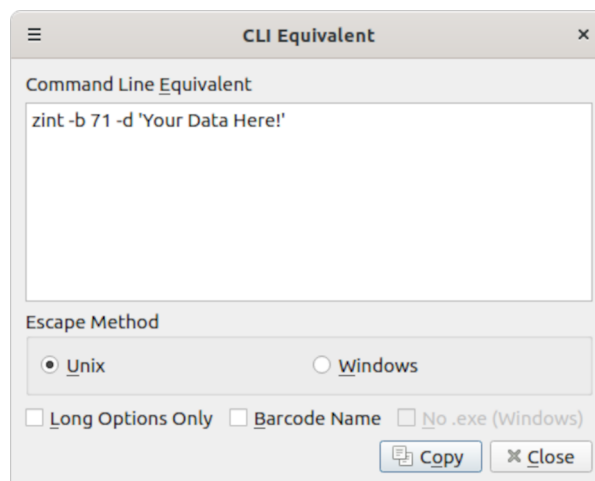 CLI Equivalent
Command Line Equivalent
zint -b 71 -d 'Your Data Here!'
Escape Method
Unix Windows
Long Options Only Barcode Name No .exe (Windows)
Copy Close